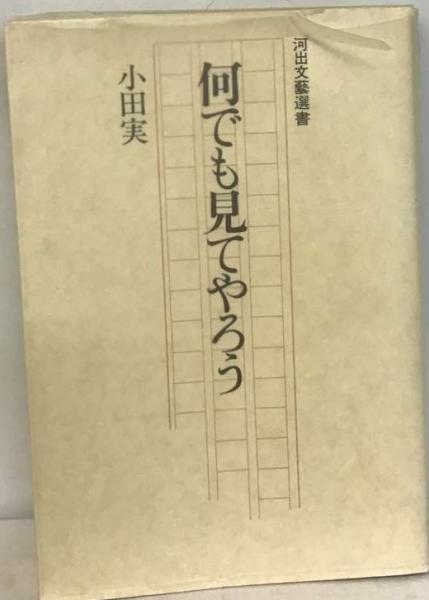 河出文藝選書
何でも見てやろう
小田実